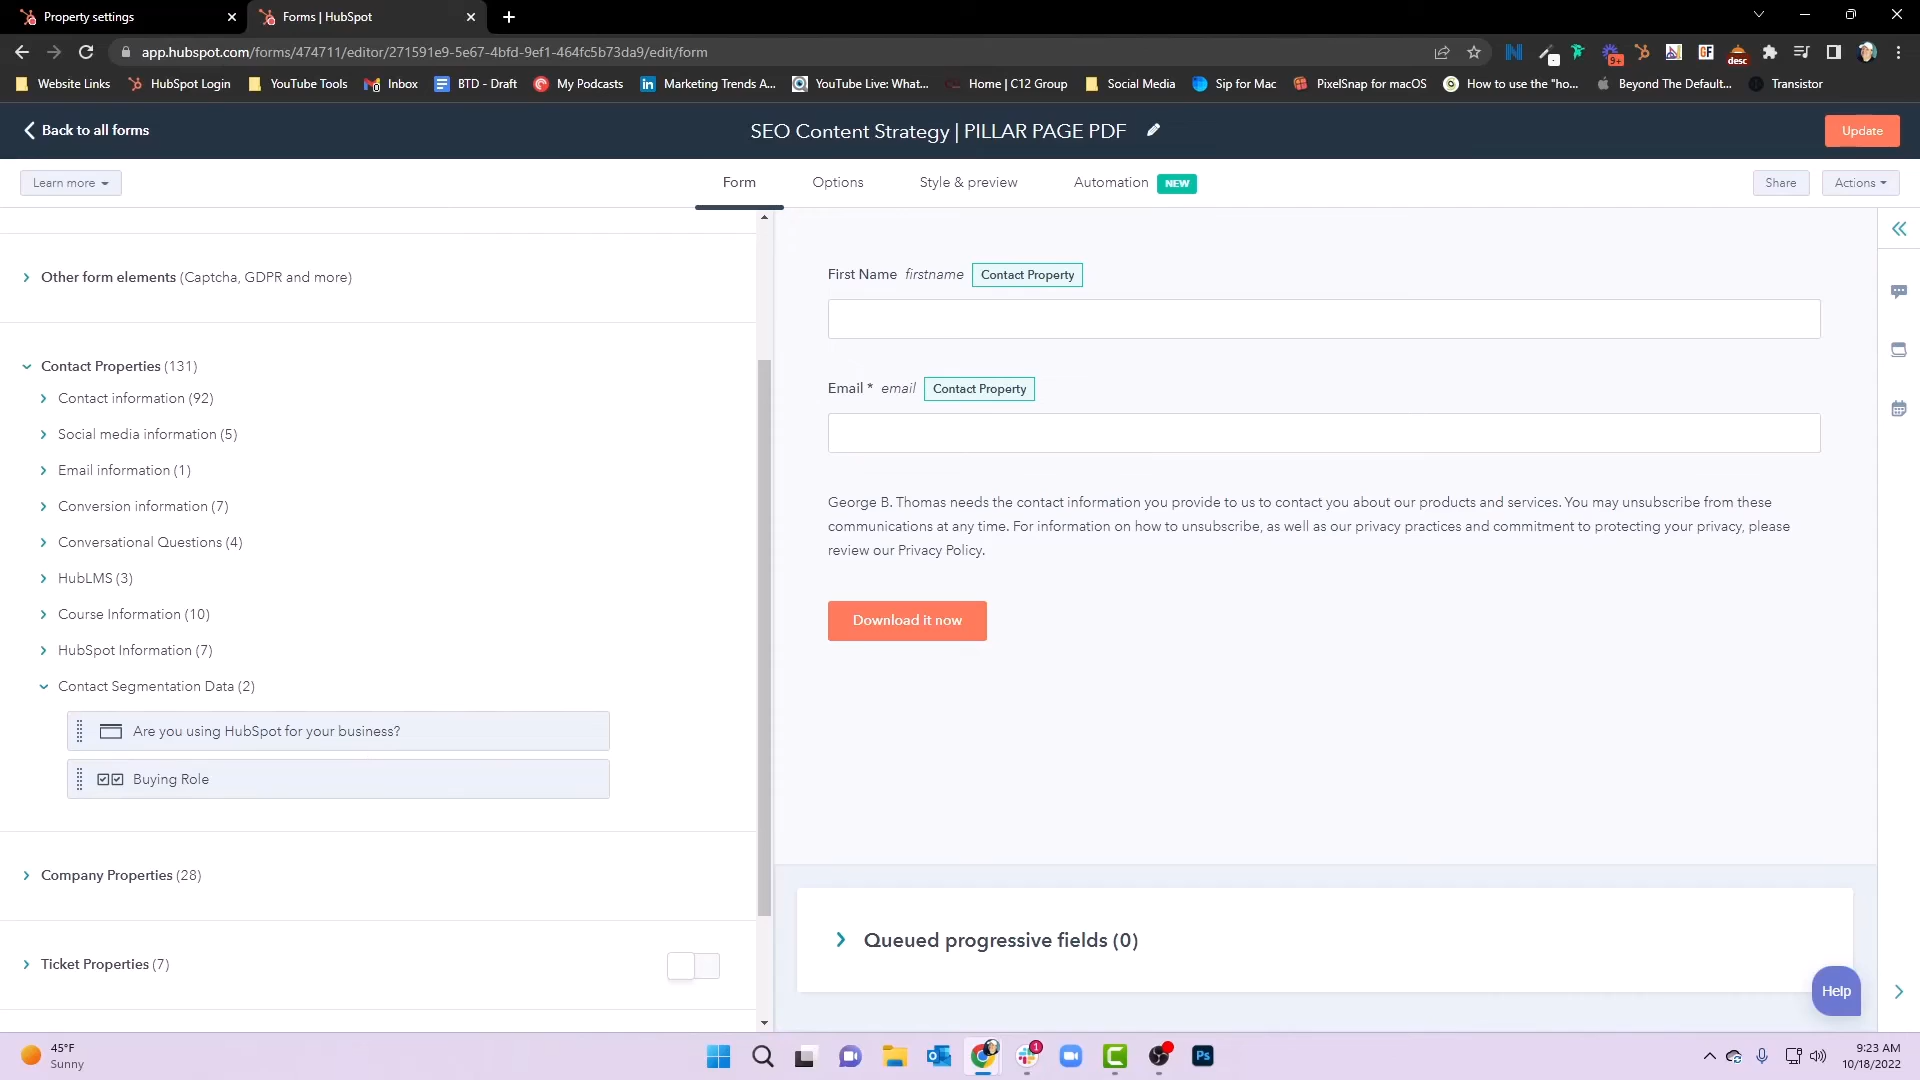 Property settings
Forms | HubSpot
app.hubspot.com/forms/474711/editor/271591e9-5e67-4bfd-9ef1-464fc5b73da9/edit/form
9+
desc
Website Links
HubSpot Login
YouTube Tools
Inbox
BTD - Draft
My Podcasts
Marketing Trends A...
YouTube Live: What...
Home | C12 Group
Social Media
Sip for Mac
PixelSnap for macOS
How to use the "ho...
Beyond The Default...
Transistor
Back to all forms
SEO Content Strategy | PILLAR PAGE PDF
Update
Learn more
Form
Options
Style & preview
Automation NEW
Share
Actions
Other form elements (Captcha, GDPR and more)
Contact Properties (131)
Contact information (92)
Social media information (5)
Email information (1)
Conversion information (7)
Conversational Questions (4)
HubLMS (3)
Course Information (10)
HubSpot Information (7)
Contact Segmentation Data (2)
Are you using HubSpot for your business?
Buying Role
Company Properties (28)
Ticket Properties (7)
First Name firstname Contact Property
Email * email Contact Property
George B. Thomas needs the contact information you provide to us to contact you about our products and services. You may unsubscribe from these
communications at any time. For information on how to unsubscribe, as well as our privacy practices and commitment to protecting your privacy, please
review our Privacy Policy.
Download it now
Queued progressive fields (0)
Help
45°F
Sunny
1
Ps
9:23 AM
10/18/2022